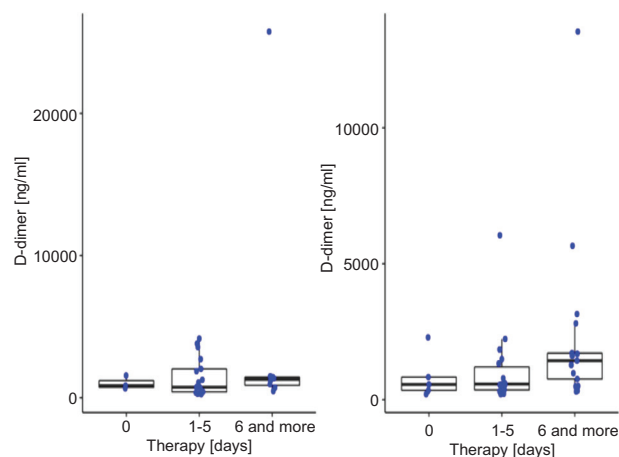 D-dimer [ng/ml]
20000
10000
0
0
1-5
6 and more
Therapy [days]
D-dimer [ng/ml]
10000
5000
0
0
1-5
6 and more
Therapy [days]